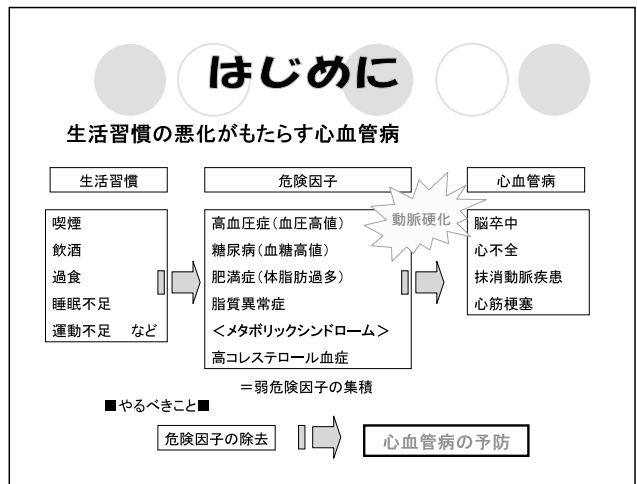 はじめに
生活習慣の悪化がもたらす心血管病
生活習慣
危険因子
心血管病
動脈硬化
喫煙
飲酒
過食
睡眠不足
運動不足 など
高血圧症(血圧高値)
糖尿病(血糖高値)
肥満症(体脂肪過多)
脂質異常症
<メタボリックシンドローム>
高コレステロール血症
脳卒中
心不全
抹消動脈疾患
心筋梗塞
=弱危険因子の集積
■やるべきこと■
危険因子の除去
心血管病の予防